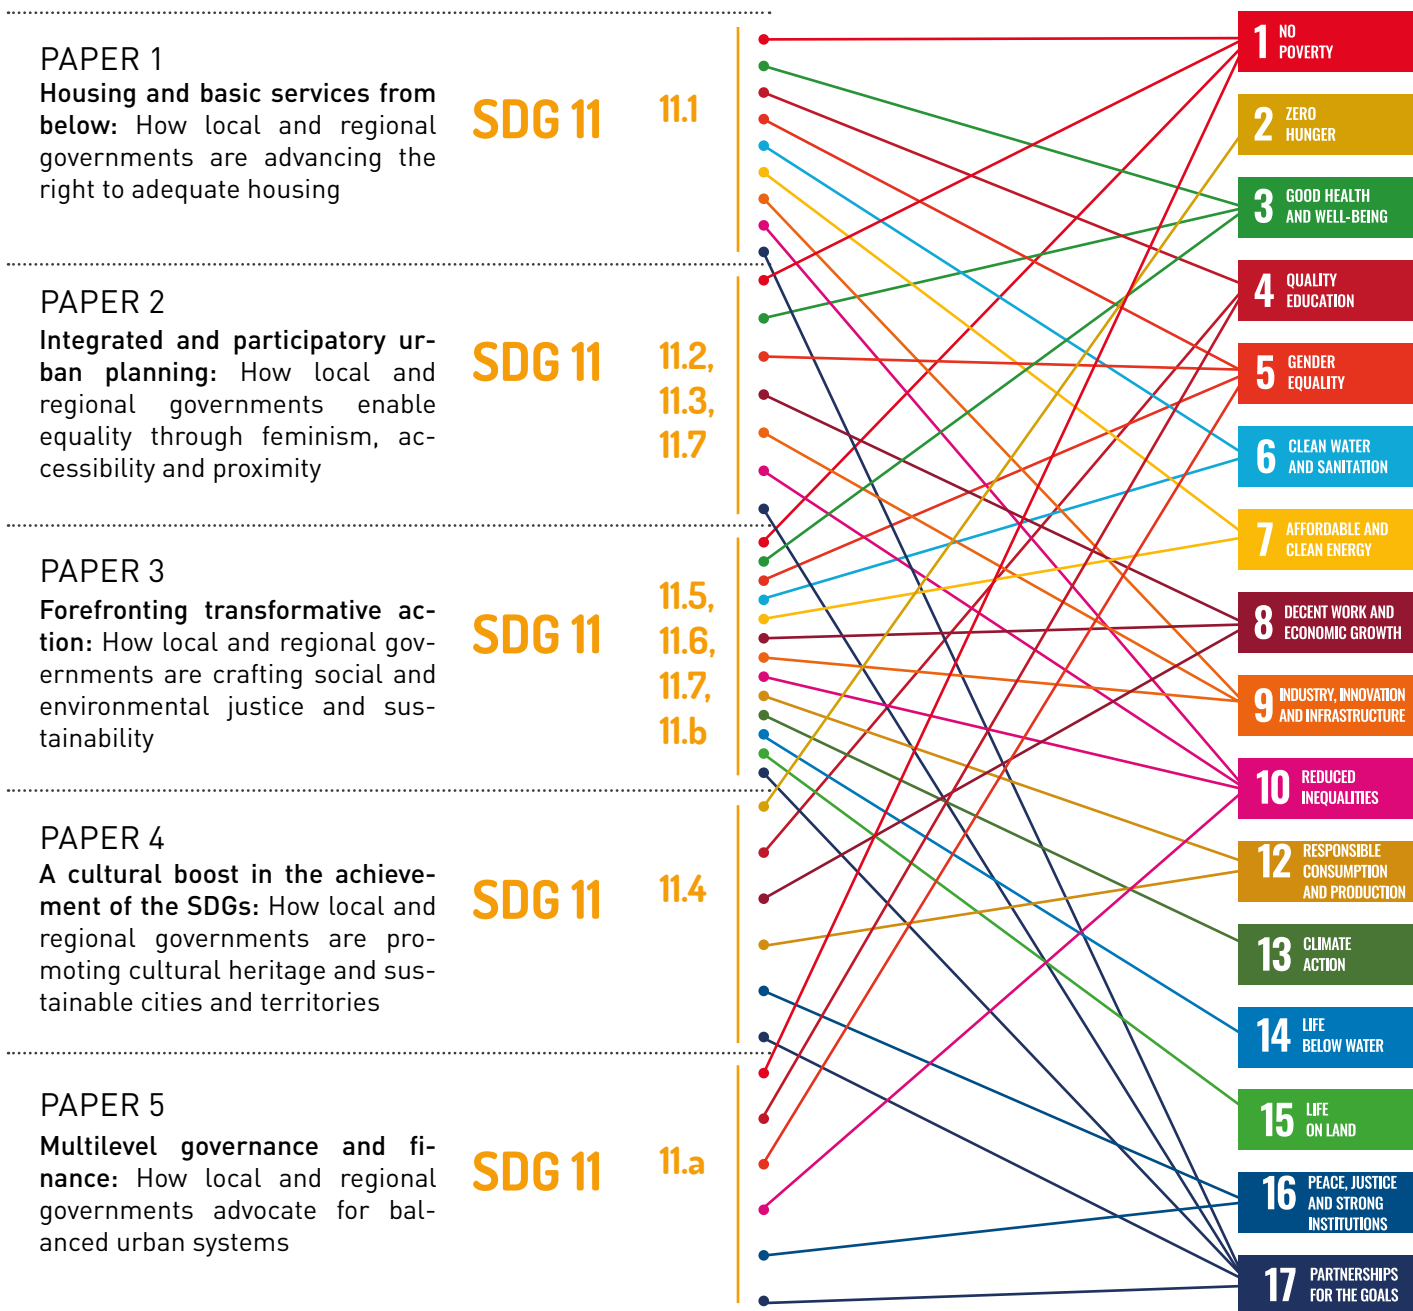 PAPER 1
Housing and basic services from
below: How local and regional
governments are advancing the
right to adequate housing
SDG 11
11.1
PAPER 2
Integrated and participatory ur-
ban planning: How local and
regional governments enable
equality through feminism, ac-
cessibility and proximity
SDG 11
11.2,
11.3,
11.7
PAPER 3
Forefronting transformative ac-
tion: How local and regional gov-
ernments are crafting social and
environmental justice and sus-
tainability
SDG 11
11.5,
11.6,
11.7,
11.b
PAPER 4
A cultural boost in the achieve-
ment of the SDGs: How local and
regional governments are pro-
moting cultural heritage and sus-
tainable cities and territories
SDG 11
11.4
PAPER 5
Multilevel governance and fi-
nance: How local and regional
governments advocate for bal-
anced urban systems
SDG 11
11.a
1 NO
POVERTY
2 ZERO
HUNGER
3 GOOD HEALTH
AND WELL-BEING
4 QUALITY
EDUCATION
5 GENDER
EQUALITY
6 CLEAN WATER
AND SANITATION
7 AFFORDABLE AND
CLEAN ENERGY
8 DECENT WORK AND
ECONOMIC GROWTH
9 INDUSTRY, INNOVATION
AND INFRASTRUCTURE
10 REDUCED
INEQUALITIES
12 RESPONSIBLE
CONSUMPTION
AND PRODUCTION
13 CLIMATE
ACTION
14 LIFE
BELOW WATER
15 LIFE
ON LAND
16 PEACE, JUSTICE
AND STRONG
INSTITUTIONS
17 PARTNERSHIPS
FOR THE GOALS